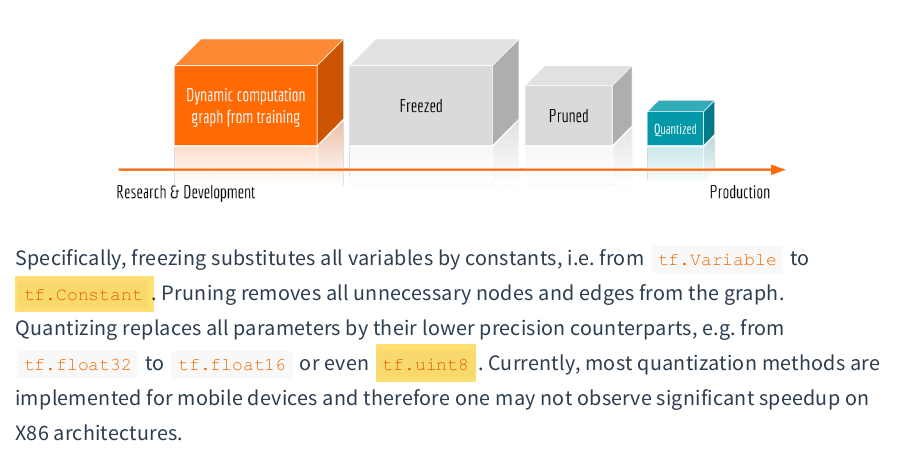 Dynamic computation
graph from training
Freezed
Pruned
Quantized
Research & Development
Production
Specifically, freezing substitutes all variables by constants, i.e. from tf.Variable to
tf.Constant . Pruning removes all unnecessary nodes and edges from the graph.
Quantizing replaces all parameters by their lower precision counterparts, e.g. from
tf.float32 to tf.float16 or even tf.uint8 . Currently, most quantization methods are
implemented for mobile devices and therefore one may not observe significant speedup on
X86 architectures.